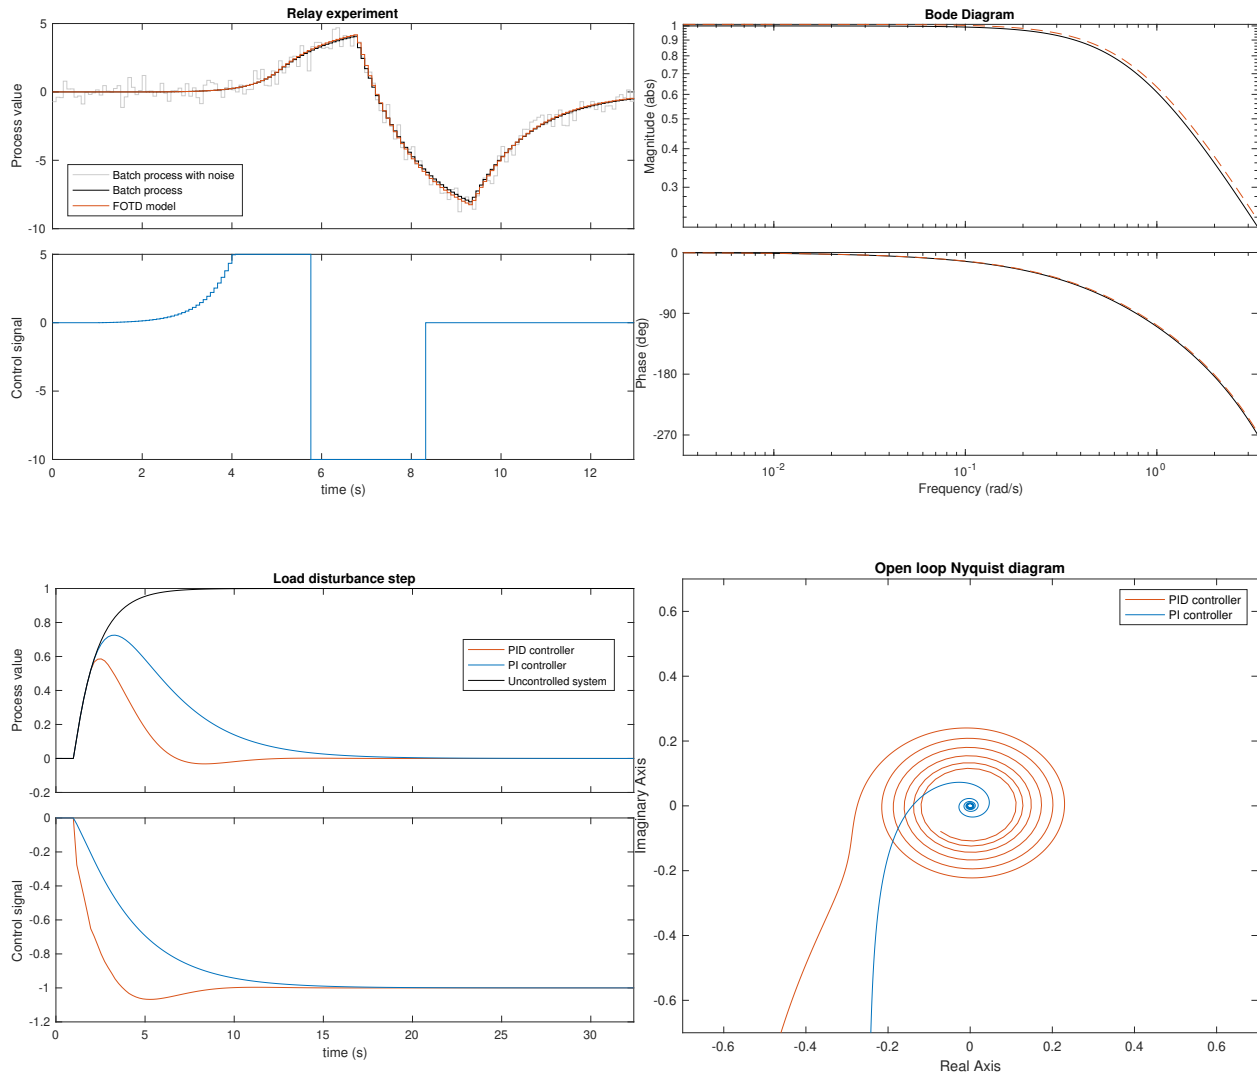 Relay experiment
Process value
5
0
-5
-10
Batch process with noise
Batch process
FOTD model
Control signal
5
0
-5
-10
0 2 4 6 8 10 12
time (s)
Bode Diagram
Magnitude (abs)
1
0.9
0.8
0.7
0.6
0.5
0.4
0.3
Phase (deg)
0
-90
-180
-270
10-2 10-1 100
Frequency (rad/s)
Load disturbance step
Process value
1
0.8
0.6
0.4
0.2
0
-0.2
PID controller
PI controller
Uncontrolled system
Control signal
0
-0.2
-0.4
-0.6
-0.8
-1
-1.2
0 5 10 15 20 25 30
time (s)
Open loop Nyquist diagram
Imaginary Axis
0.6
0.4
0.2
0
-0.2
-0.4
-0.6
PID controller
PI controller
-0.6 -0.4 -0.2 0 0.2 0.4 0.6
Real Axis